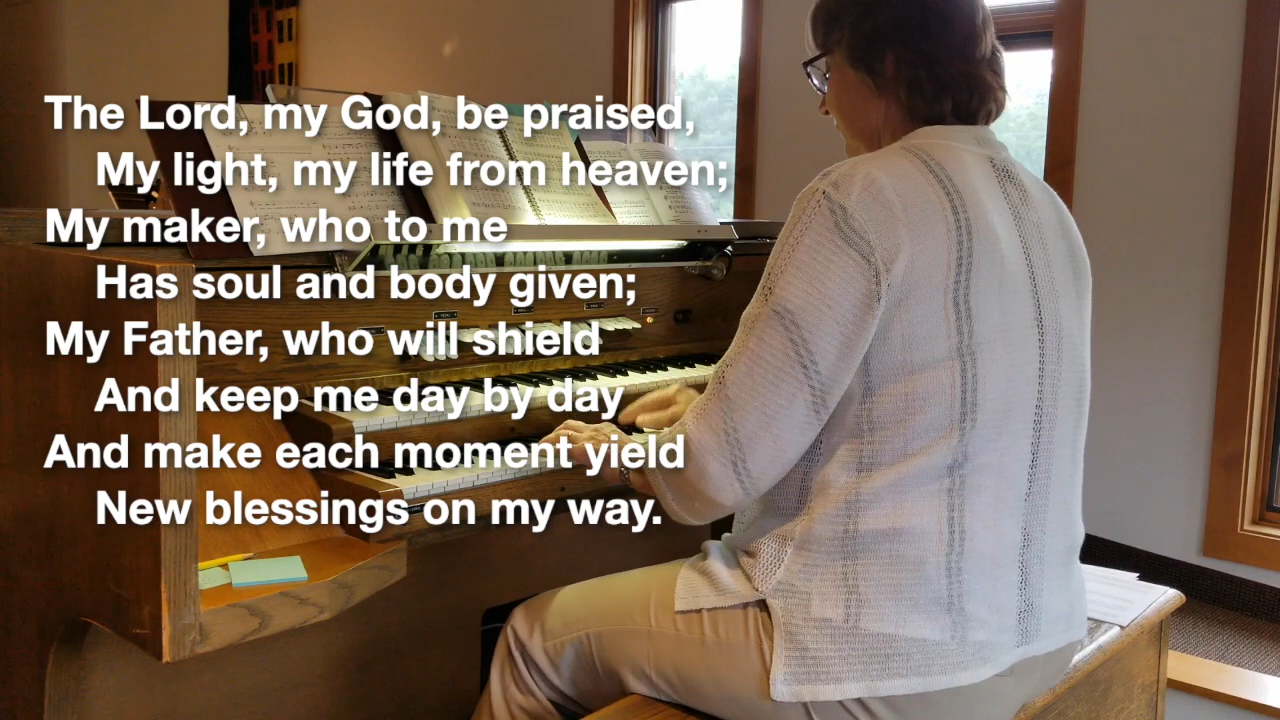 The Lord, my God, be praised,
My light, my life from heaven;
My maker, who to me
Has soul and body given;
My Father, who will shield
And keep me day by day
And make each moment yield
New blessings on my way.